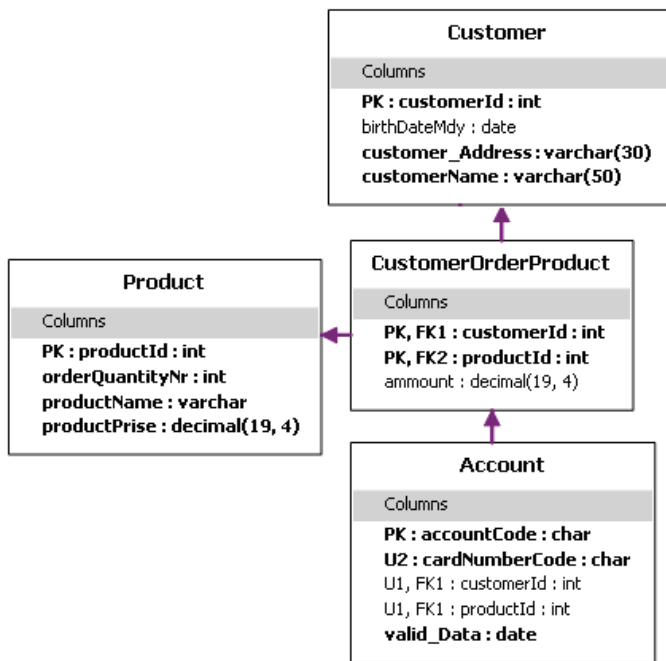 Customer
Columns
PK : customerId : int
birthDateMdy : date
customer_Address : varchar(30)
customerName : varchar(50)
Product
Columns
PK : productId : int
orderQuantityNr : int
productName : varchar
productPrise : decimal(19, 4)
CustomerOrderProduct
Columns
PK, FK1 : customerId : int
PK, FK2 : productId : int
ammount : decimal(19, 4)
Account
Columns
PK : accountCode : char
U2 : cardNumberCode : char
U1, FK1 : customerId : int
U1, FK1 : productId : int
valid_Data : date